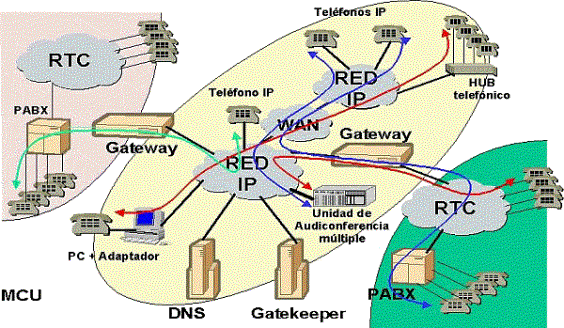 Teléfonos IP
RTC
RED
IP
HUB
telefónico
PABX
Teléfono IP
WAN
Gateway
Gateway
RED
IP
RTC
Unidad de
Audiconferencia
múltiple
PC + Adaptador
PABX
MCU
DNS
Gatekeeper